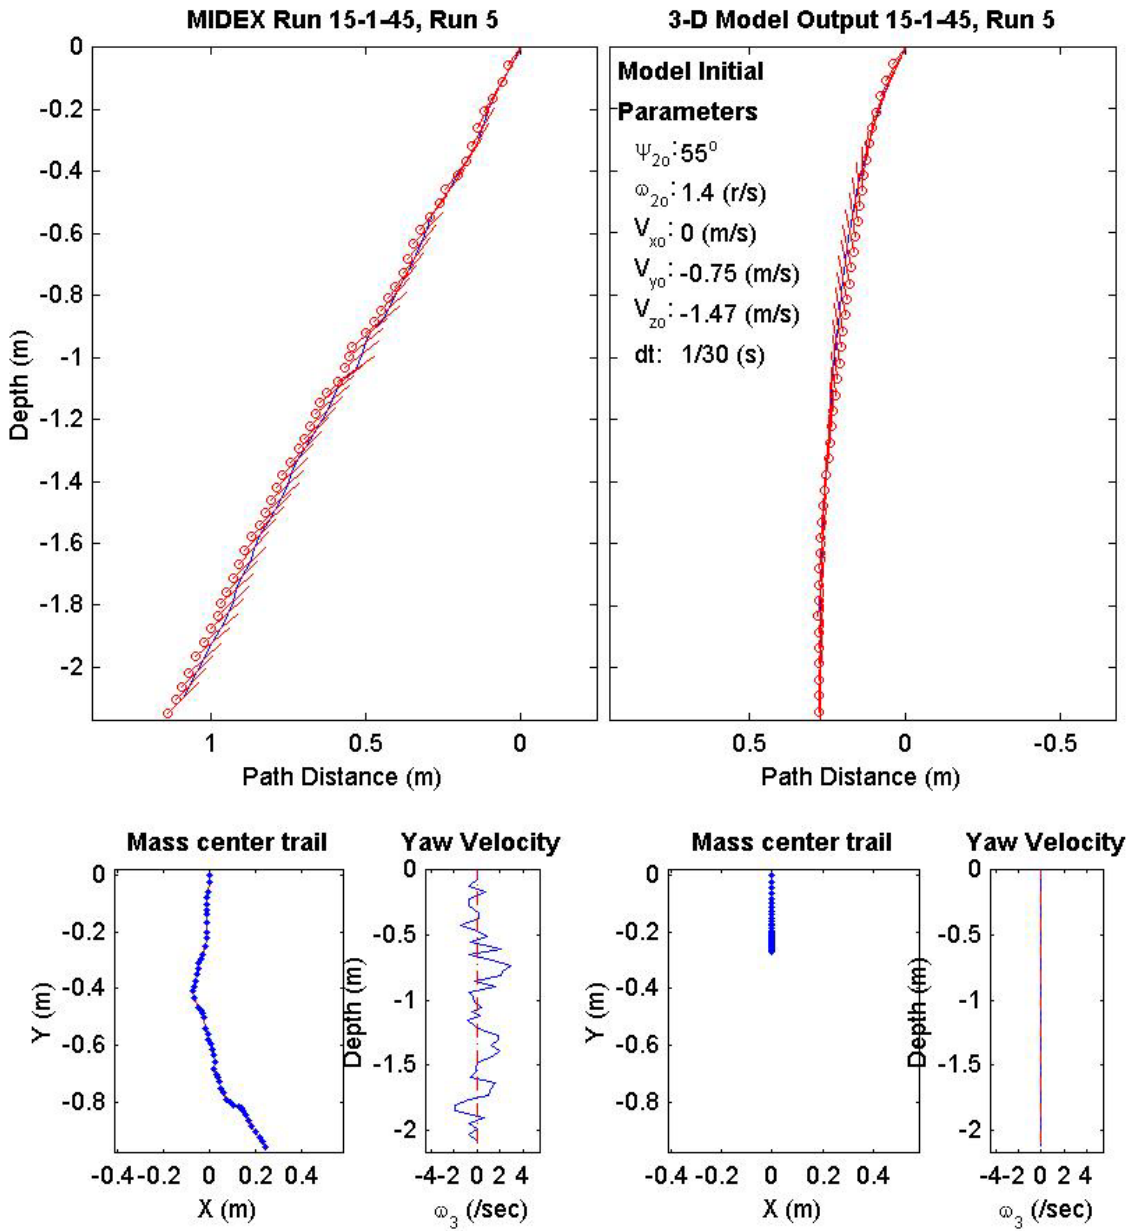 MIDEX Run 15-1-45, Run 5
3-D Model Output 15-1-45, Run 5
0
-0.2
-0.4
-0.6
-0.8
-1
-1.2
-1.4
-1.6
-1.8
-2
Depth (m)
1
0.5
0
Path Distance (m)
Model Initial
Parameters
Ψ2o: 55o
ω2o: 1.4 (r/s)
Vxo: 0 (m/s)
Vyo: -0.75 (m/s)
Vzo: -1.47 (m/s)
dt: 1/30 (s)
0.5
0
-0.5
Path Distance (m)
Mass center trail
0
-0.2
-0.4
-0.6
-0.8
Y (m)
-0.4 -0.2 0 0.2 0.4
X (m)
Yaw Velocity
0
-0.5
-1
-1.5
-2
Depth (m)
-4 -2 0 2 4
ω3 (/sec)
Mass center trail
0
-0.2
-0.4
-0.6
-0.8
Y (m)
-0.4 -0.2 0 0.2 0.4
X (m)
Yaw Velocity
0
-0.5
-1
-1.5
-2
Depth (m)
-4 -2 0 2 4
ω3 (/sec)